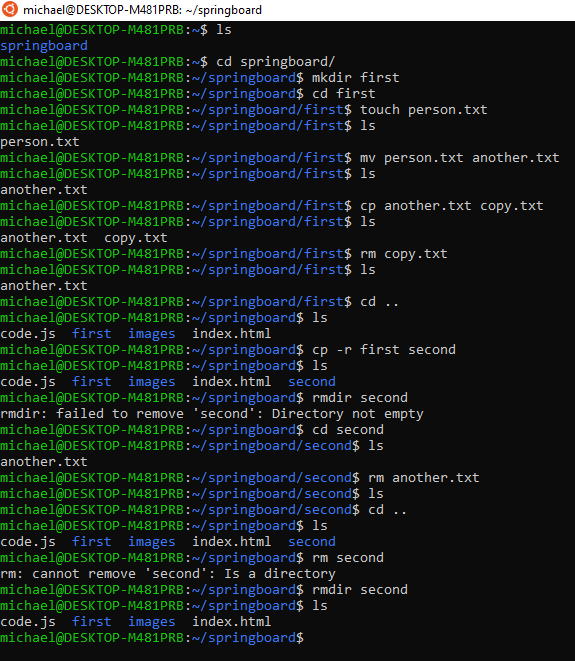 michael@DESKTOP-M481PRB: ~/springboard
michael@DESKTOP-M481PRB:~$ ls
springboard
michael@DESKTOP-M481PRB:~$ cd springboard/
michael@DESKTOP-M481PRB:~/springboard$ mkdir first
michael@DESKTOP-M481PRB:~/springboard$ cd first
michael@DESKTOP-M481PRB:~/springboard/first$ touch person.txt
michael@DESKTOP-M481PRB:~/springboard/first$ ls
person.txt
michael@DESKTOP-M481PRB:~/springboard/first$ mv person.txt another.txt
michael@DESKTOP-M481PRB:~/springboard/first$ ls
another.txt
michael@DESKTOP-M481PRB:~/springboard/first$ cp another.txt copy.txt
michael@DESKTOP-M481PRB:~/springboard/first$ ls
another.txt  copy.txt
michael@DESKTOP-M481PRB:~/springboard/first$ rm copy.txt
michael@DESKTOP-M481PRB:~/springboard/first$ ls
another.txt
michael@DESKTOP-M481PRB:~/springboard/first$ cd ..
michael@DESKTOP-M481PRB:~/springboard$ ls
code.js  first  images  index.html
michael@DESKTOP-M481PRB:~/springboard$ cp -r first second
michael@DESKTOP-M481PRB:~/springboard$ ls
code.js  first  images  index.html  second
michael@DESKTOP-M481PRB:~/springboard$ rmdir second
rmdir: failed to remove 'second': Directory not empty
michael@DESKTOP-M481PRB:~/springboard$ cd second
michael@DESKTOP-M481PRB:~/springboard/second$ ls
another.txt
michael@DESKTOP-M481PRB:~/springboard/second$ rm another.txt
michael@DESKTOP-M481PRB:~/springboard/second$ ls
michael@DESKTOP-M481PRB:~/springboard/second$ cd ..
michael@DESKTOP-M481PRB:~/springboard$ ls
code.js  first  images  index.html  second
michael@DESKTOP-M481PRB:~/springboard$ rm second
rm: cannot remove 'second': Is a directory
michael@DESKTOP-M481PRB:~/springboard$ rmdir second
michael@DESKTOP-M481PRB:~/springboard$ ls
code.js  first  images  index.html
michael@DESKTOP-M481PRB:~/springboard$